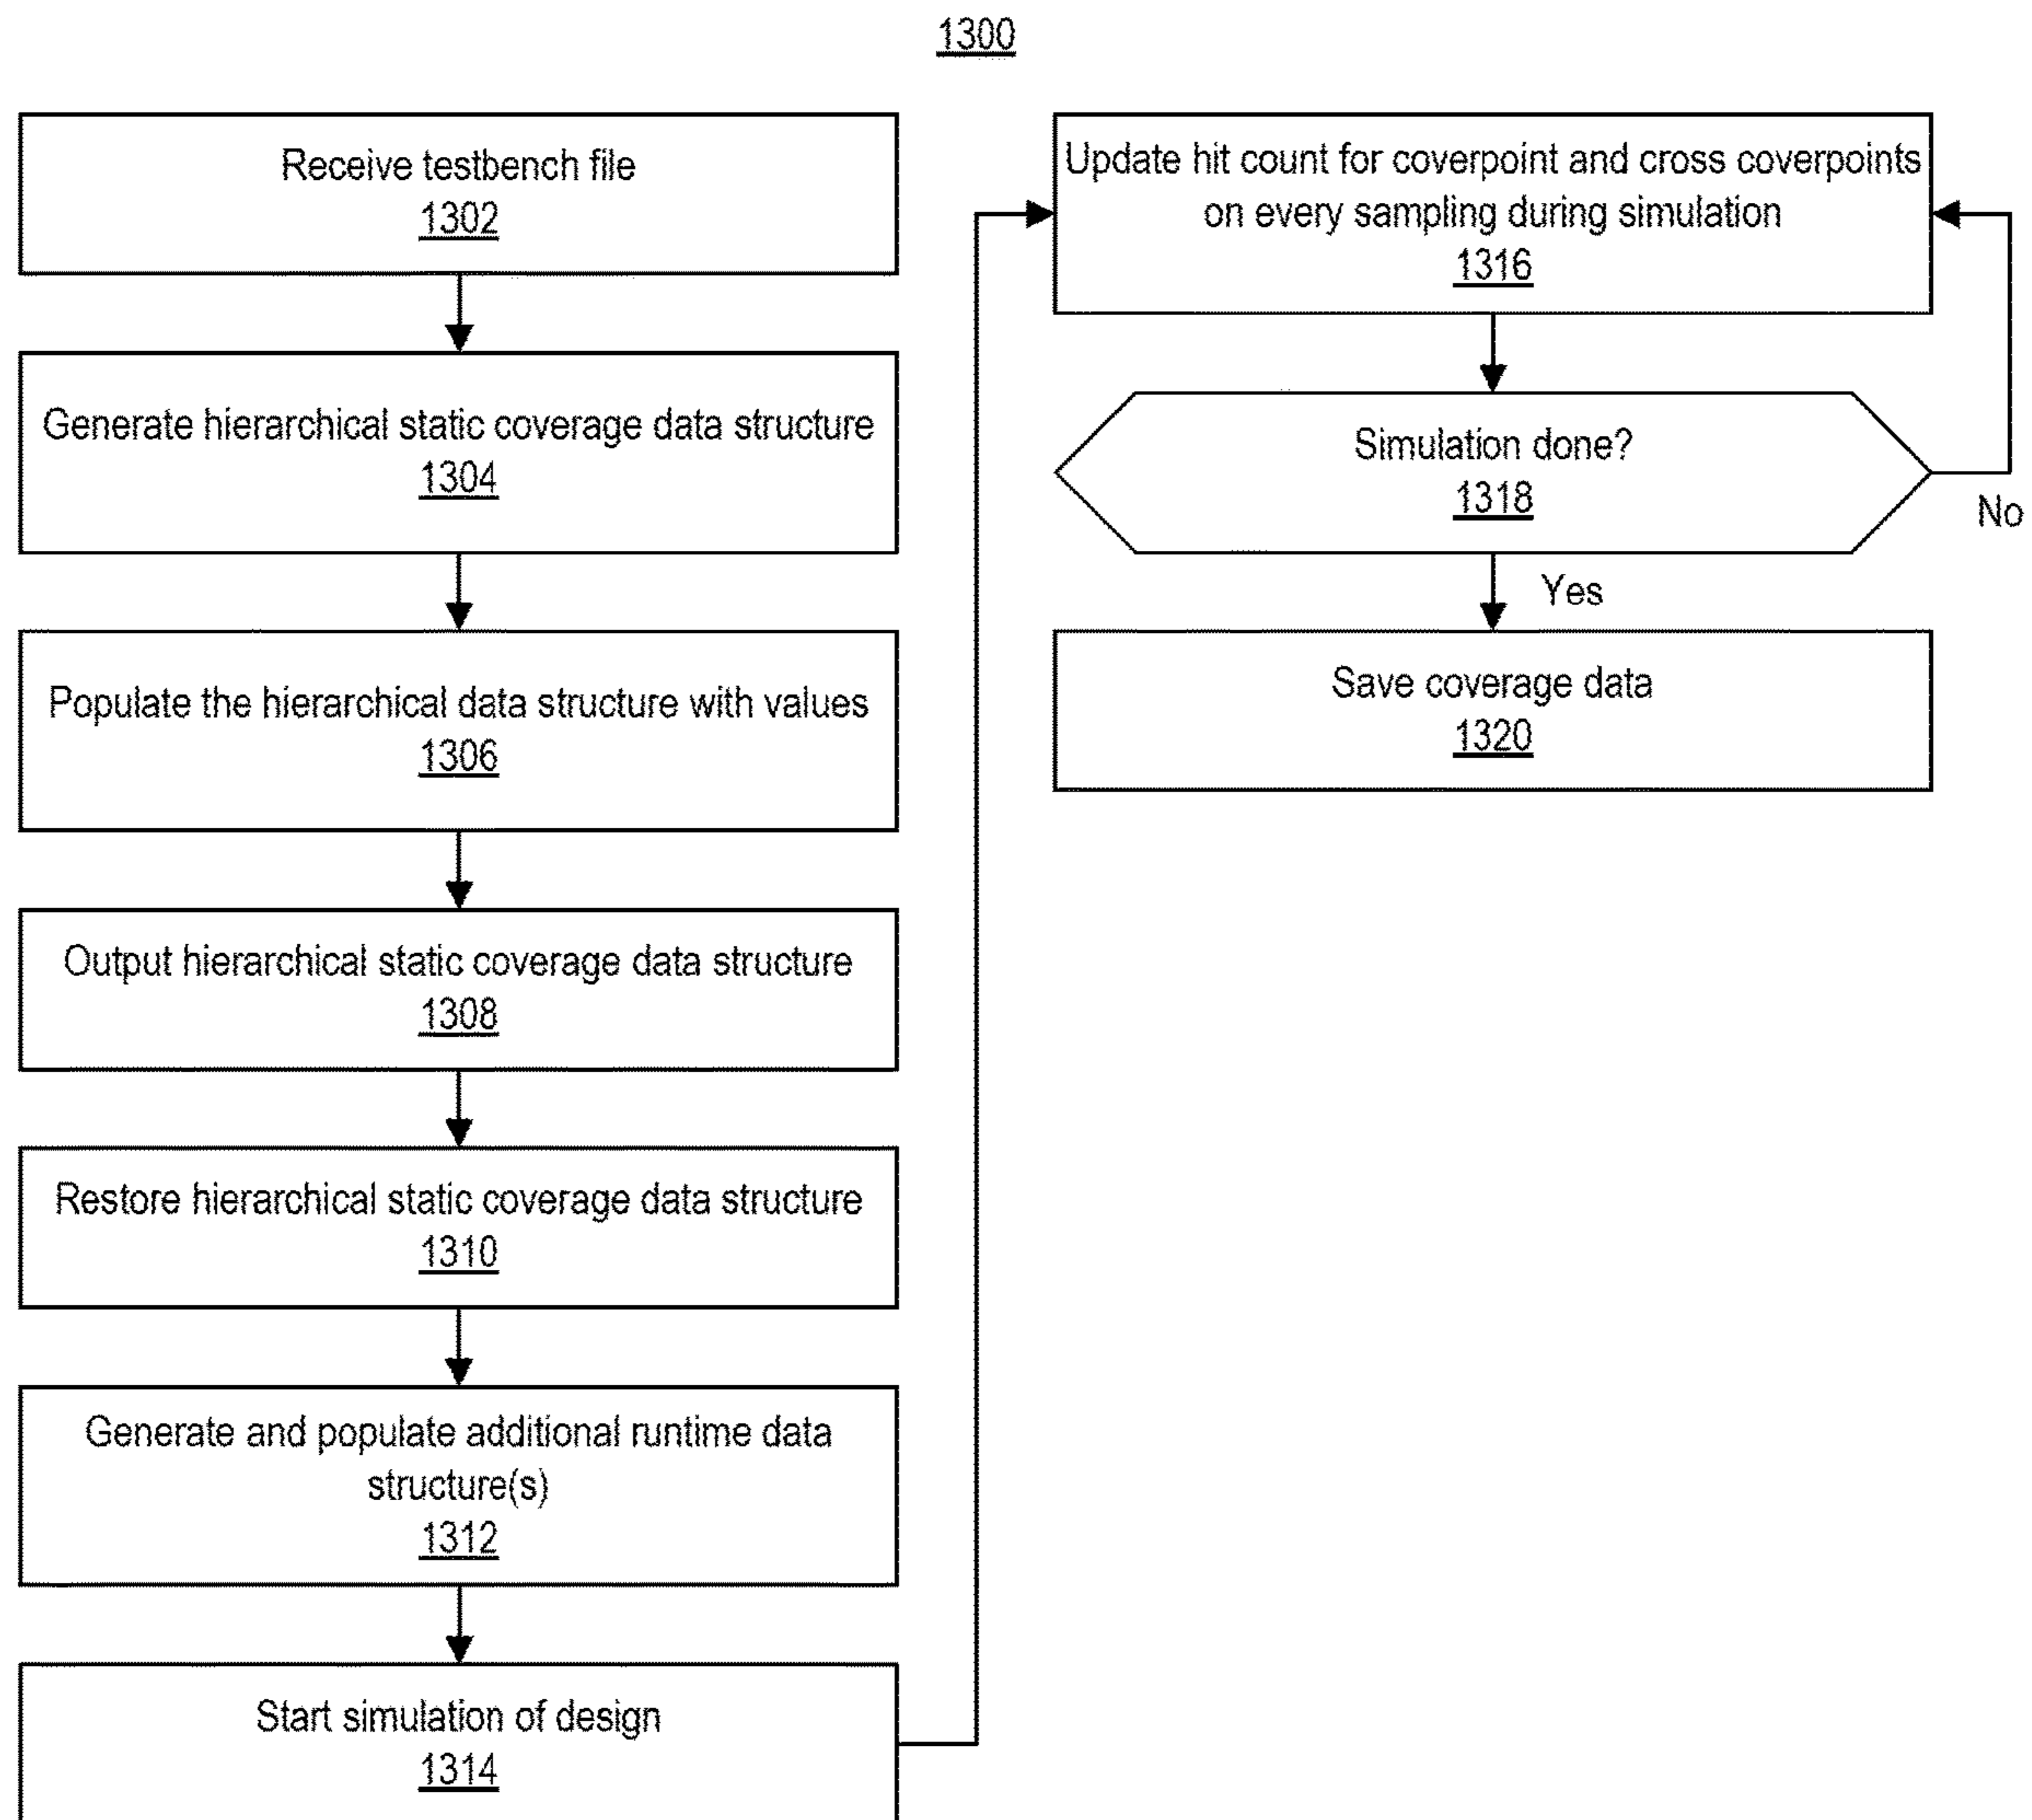 1300
Receive testbench file
1302
Generate hierarchical static coverage data structure
1304
Populate the hierarchical data structure with values
1306
Output hierarchical static coverage data structure
1308
Restore hierarchical static coverage data structure
1310
Generate and populate additional runtime data
structure(s)
1312
Start simulation of design
1314
Update hit count for coverpoint and cross coverpoints
on every sampling during simulation
1316
Simulation done?
1318
No
Yes
Save coverage data
1320